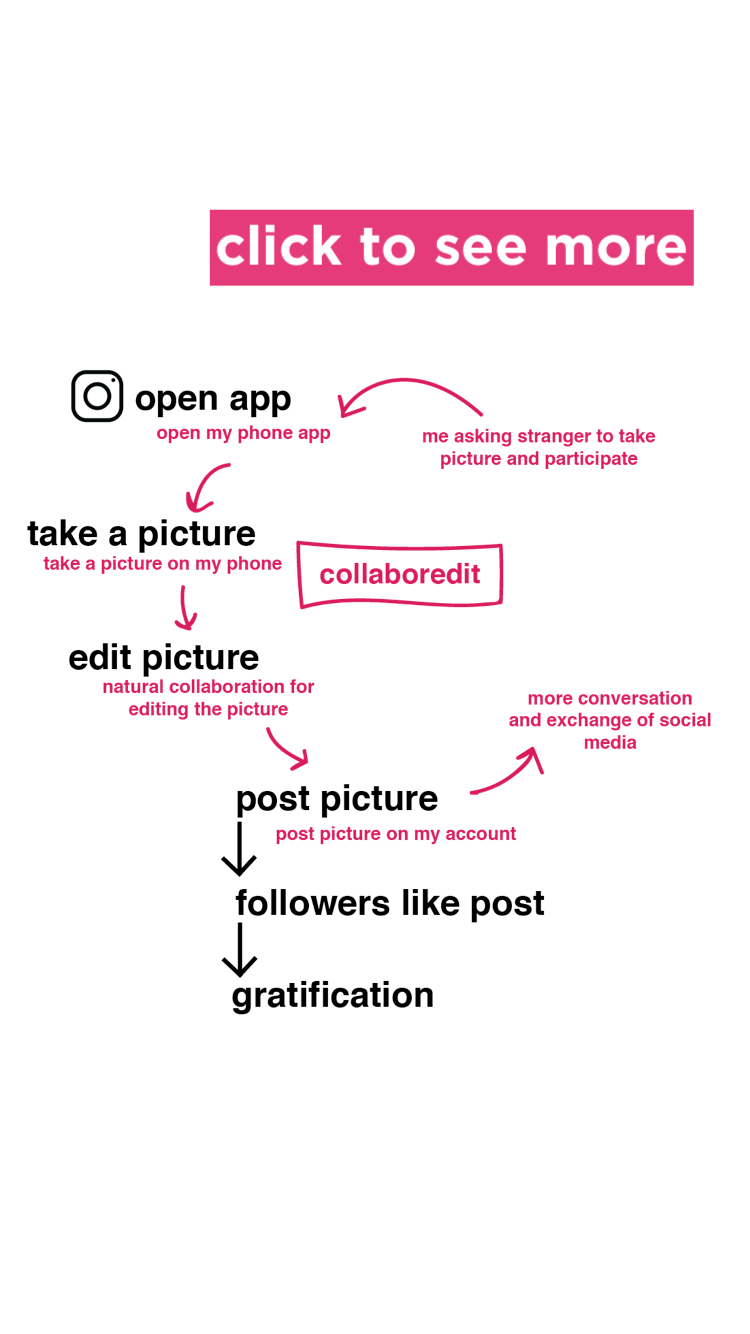 click to see more
open app
open my phone app
me asking stranger to take
picture and participate
take a picture
take a picture on my phone
collaboredit
edit picture
natural collaboration for
editing the picture
more conversation
and exchange of social
media
post picture
post picture on my account
followers like post
gratification